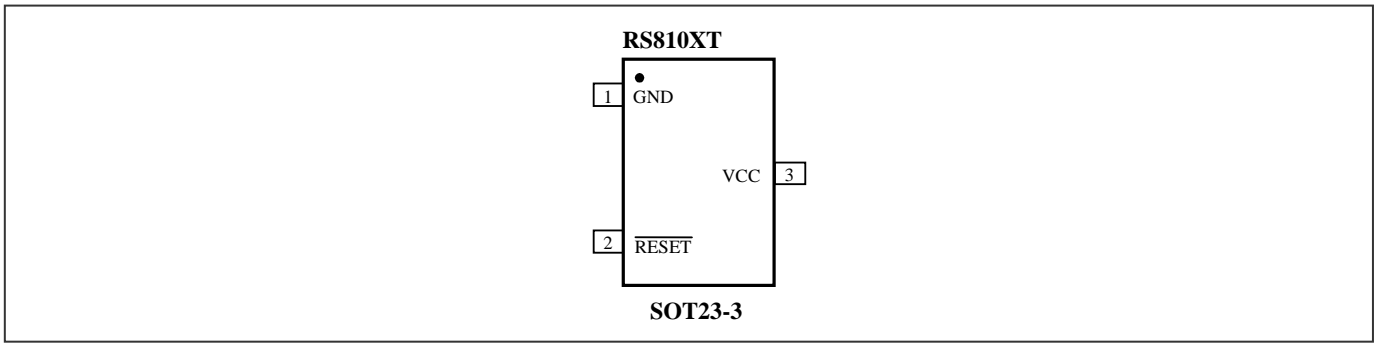 RS810XT
1
GND
VCC
3
2
RESET
SOT23-3